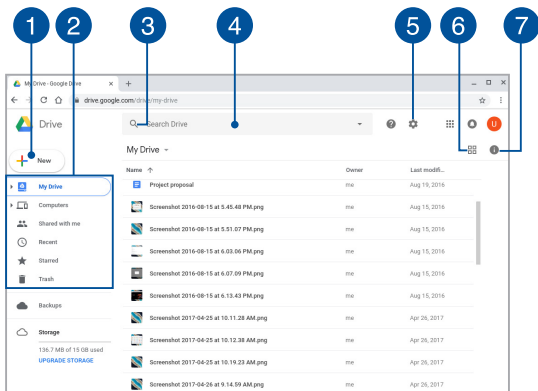 1 2 3 4 5 6 7
My Drive - Google Drive
drive.google.com/drive/my-drive
Drive Search Drive U
New My Drive
Name Owner Last modifi...
My Drive Project proposal me Aug 19, 2016
Computers Screenshot 2016-08-15 at 5.45.48 PM.png me Aug 15, 2016
Shared with me Screenshot 2016-08-15 at 5.51.07 PM.png me Aug 15, 2016
Recent Screenshot 2016-08-15 at 6.03.06 PM.png me Aug 15, 2016
Starred Screenshot 2016-08-15 at 6.07.09 PM.png me Aug 15, 2016
Trash Screenshot 2016-08-15 at 6.13.43 PM.png me Aug 15, 2016
Backups Screenshot 2017-04-25 at 10.11.28 AM.png me Apr 26, 2017
Storage Screenshot 2017-04-25 at 10.12.38 AM.png me Apr 26, 2017
136.7 MB of 15 GB used
UPGRADE STORAGE Screenshot 2017-04-25 at 10.19.23 AM.png me Apr 26, 2017
Screenshot 2017-04-26 at 9.14.59 AM.png me Apr 26, 2017